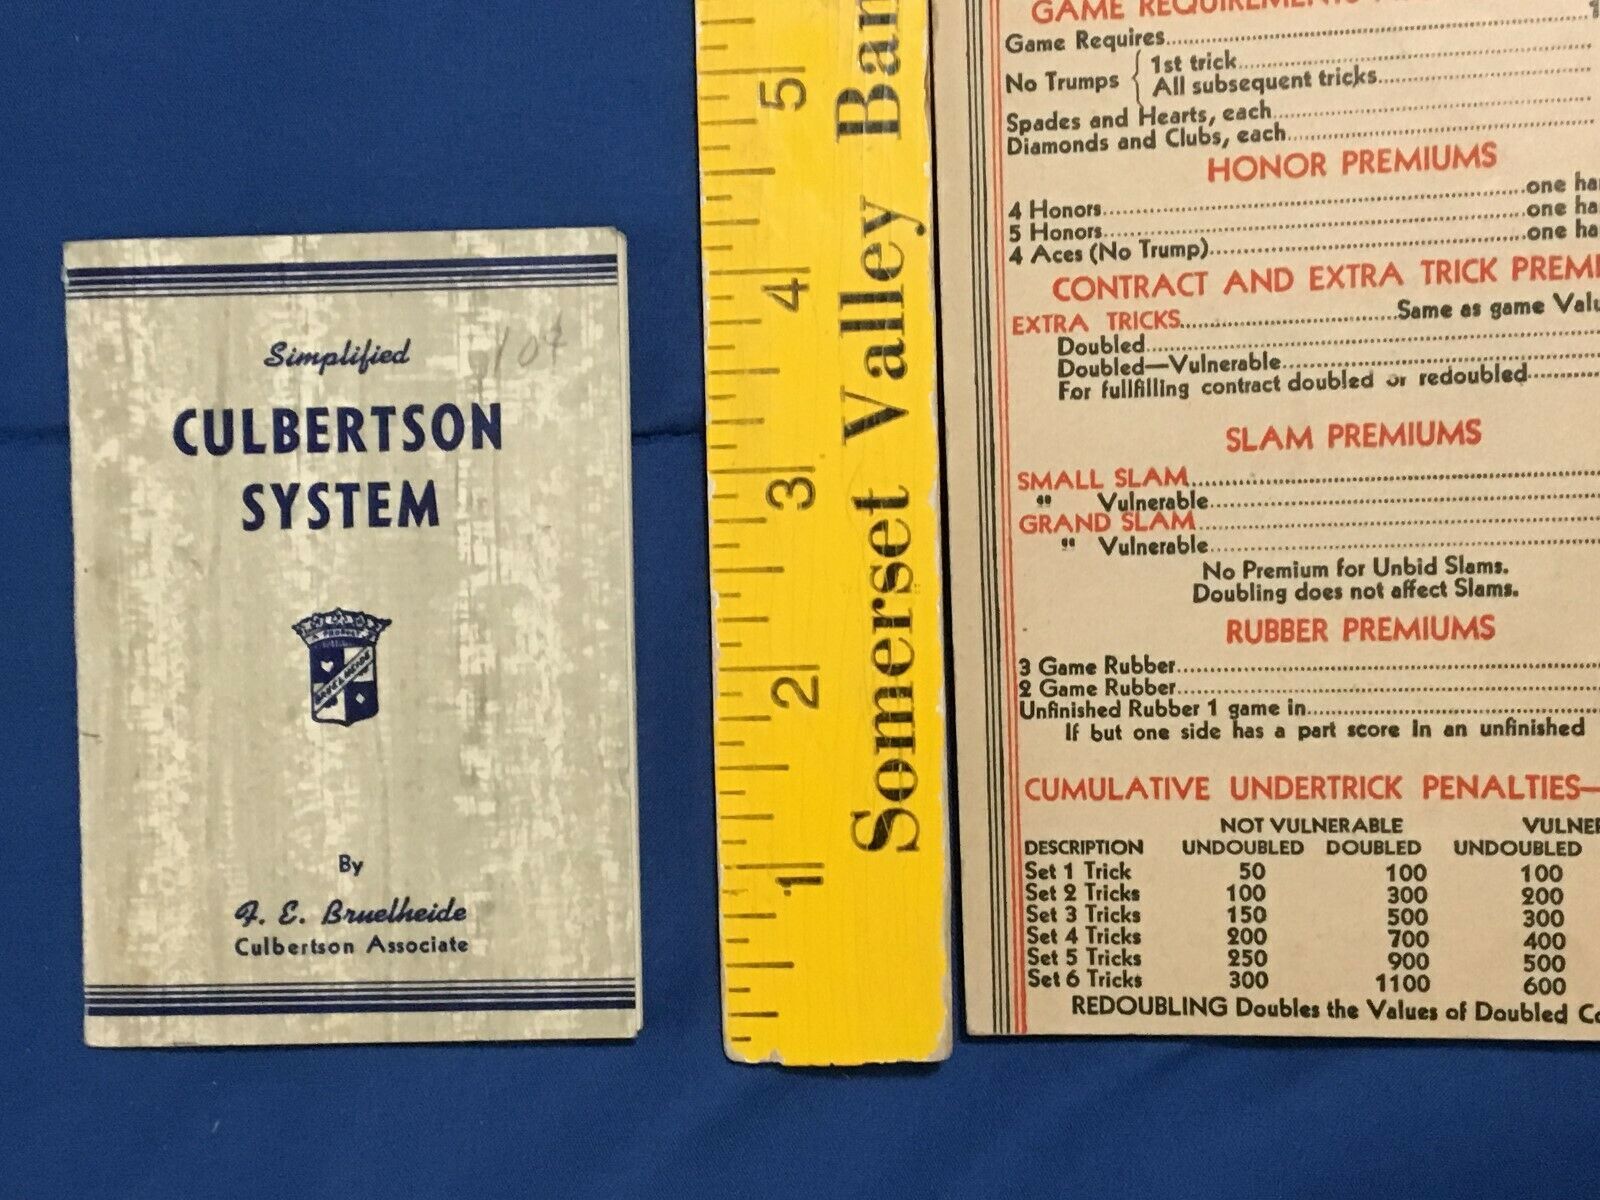 Simplified
10¢
CULBERTSON
SYSTEM
BRUELHEIDE
By
F. E. Bruelheide
Culbertson Associate
5
4
3
2
1
Somerset Valley Ban
GAME REQUIREMENTS
Game Requires
No Trumps { 1st trick
All subsequent tricks
Spades and Hearts, each
Diamonds and Clubs, each
HONOR PREMIUMS
4 Honors one ha
5 Honors one ha
4 Aces (No Trump) one ha
CONTRACT AND EXTRA TRICK PREMI
EXTRA TRICKS Same as game Valu
Doubled
Doubled—Vulnerable
For fullfilling contract doubled or redoubled
SLAM PREMIUMS
SMALL SLAM
" Vulnerable
GRAND SLAM
" Vulnerable
No Premium for Unbid Slams.
Doubling does not affect Slams.
RUBBER PREMIUMS
3 Game Rubber
2 Game Rubber
Unfinished Rubber 1 game in
If but one side has a part score In an unfinished
CUMULATIVE UNDERTRICK PENALTIES—
NOT VULNERABLE VULNE
DESCRIPTION UNDOUBLED DOUBLED UNDOUBLED
Set 1 Trick 50 100 100
Set 2 Tricks 100 300 200
Set 3 Tricks 150 500 300
Set 4 Tricks 200 700 400
Set 5 Tricks 250 900 500
Set 6 Tricks 300 1100 600
REDOUBLING Doubles the Values of Doubled Co